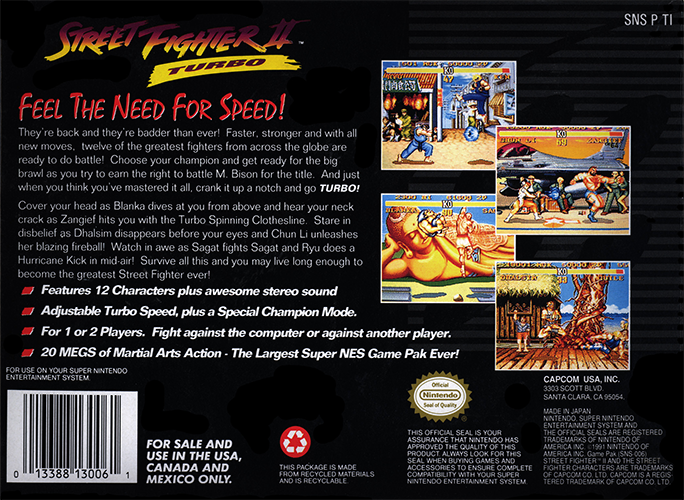 SNS P TI
STREET FIGHTER II
TURBO
FEEL THE NEED FOR SPEED!
They're back and they're badder than ever! Faster, stronger and with all
new moves, twelve of the greatest fighters from across the globe are
ready to do battle! Choose your champion and get ready for the big
brawl as you try to earn the right to battle M. Bison for the title. And just
when you think you've mastered it all, crank it up a notch and go TURBO!
Cover your head as Blanka dives at you from above and hear your neck
crack as Zangief hits you with the Turbo Spinning Clothesline. Stare in
disbelief as Dhalsim disappears before your eyes and Chun Li unleashes
her blazing fireball! Watch in awe as Sagat fights Sagat and Ryu does a
Hurricane Kick in mid-air! Survive all this and you may live long enough to
become the greatest Street Fighter ever!
Features 12 Characters plus awesome stereo sound
Adjustable Turbo Speed, plus a Special Champion Mode.
For 1 or 2 Players. Fight against the computer or against another player.
20 MEGS of Martial Arts Action - The Largest Super NES Game Pak Ever!
KO
KO
KO
KO
FOR USE ON YOUR SUPER NINTENDO
ENTERTAINMENT SYSTEM.
0 13388 13006 1
FOR SALE AND
USE IN THE USA,
CANADA AND
MEXICO ONLY.
THIS PACKAGE IS MADE
FROM RECYCLED MATERIALS
AND IS RECYCLABLE.
Official
Nintendo
Seal of Quality
THIS OFFICIAL SEAL IS YOUR
ASSURANCE THAT NINTENDO HAS
APPROVED THE QUALITY OF THIS
PRODUCT. ALWAYS LOOK FOR THIS
SEAL WHEN BUYING GAMES AND
ACCESSORIES TO ENSURE COMPLETE
COMPATIBILITY WITH YOUR SUPER
NINTENDO ENTERTAINMENT SYSTEM.
CAPCOM USA, INC.
3303 SCOTT BLVD.
SANTA CLARA, CA 95054.
MADE IN JAPAN
NINTENDO, SUPER NINTENDO
ENTERTAINMENT SYSTEM AND
THE OFFICIAL SEALS ARE REGISTERED
TRADEMARKS OF NINTENDO OF
AMERICA INC. ©1991 NINTENDO OF
AMERICA INC. Game Pak (SNS-006)
STREET FIGHTER™ II AND THE STREET
FIGHTER CHARACTERS ARE TRADEMARKS
OF CAPCOM CO. LTD. CAPCOM IS A REGIS-
TERED TRADEMARK OF CAPCOM CO. LTD.